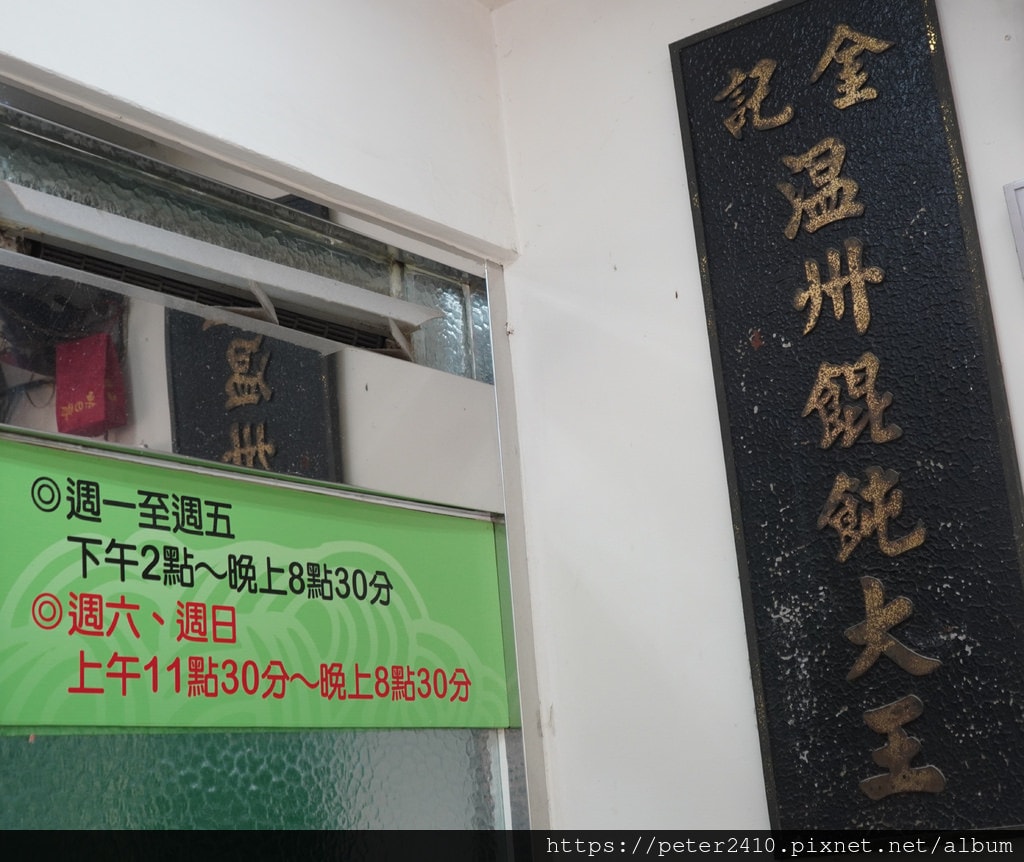 金記
温州餛飩大王
◎週一至週五
下午2點～晚上8點30分
◎週六、週日
上午11點30分～晚上8點30分
https://peter2410.pixnet.net/album